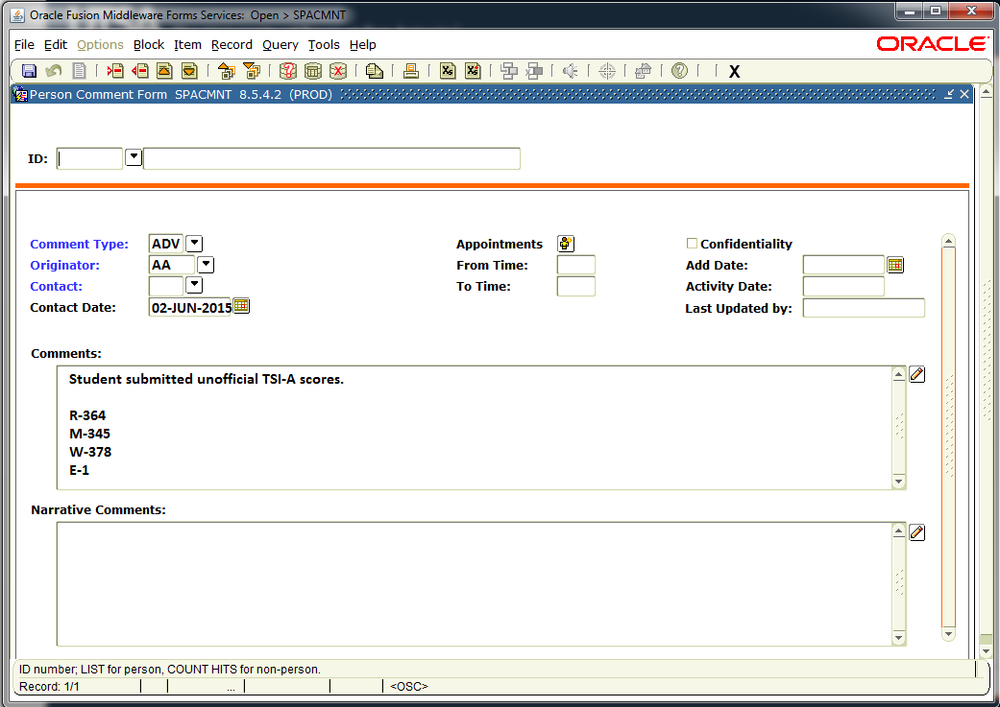 Oracle Fusion Middleware Forms Services: Open > SPACMNT
File Edit Options Block Item Record Query Tools Help
ORACLE
X
Person Comment Form SPACMNT 8.5.4.2 (PROD)
ID:
Comment Type: ADV Appointments Confidentiality
Originator: AA From Time: Add Date:
Contact: To Time: Activity Date:
Contact Date: 02-JUN-2015 Last Updated by:
Comments:
Student submitted unofficial TSI-A scores.
R-364
M-345
W-378
E-1
Narrative Comments:
ID number; LIST for person, COUNT HITS for non-person.
Record: 1/1 ... <OSC>